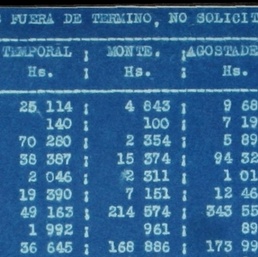 FUERA DE TERMINO, NO SOLICIT
TEMPORAL ; MONTE. ; AGOSTADE
Hs. Hs. Hs.
25 114 ; 4 843 ; 9 68
140 ; 100 ; 7 19
70 280 ; 2 354 ; 5 89
38 387 ; 15 374 ; 94 32
2 046 ; 2 311 ; 1 01
19 390 ; 7 151 ; 12 46
49 163 ; 214 574 ; 343 55
1 992 ; 961 ; 89
36 645 ; 168 886 ; 173 99